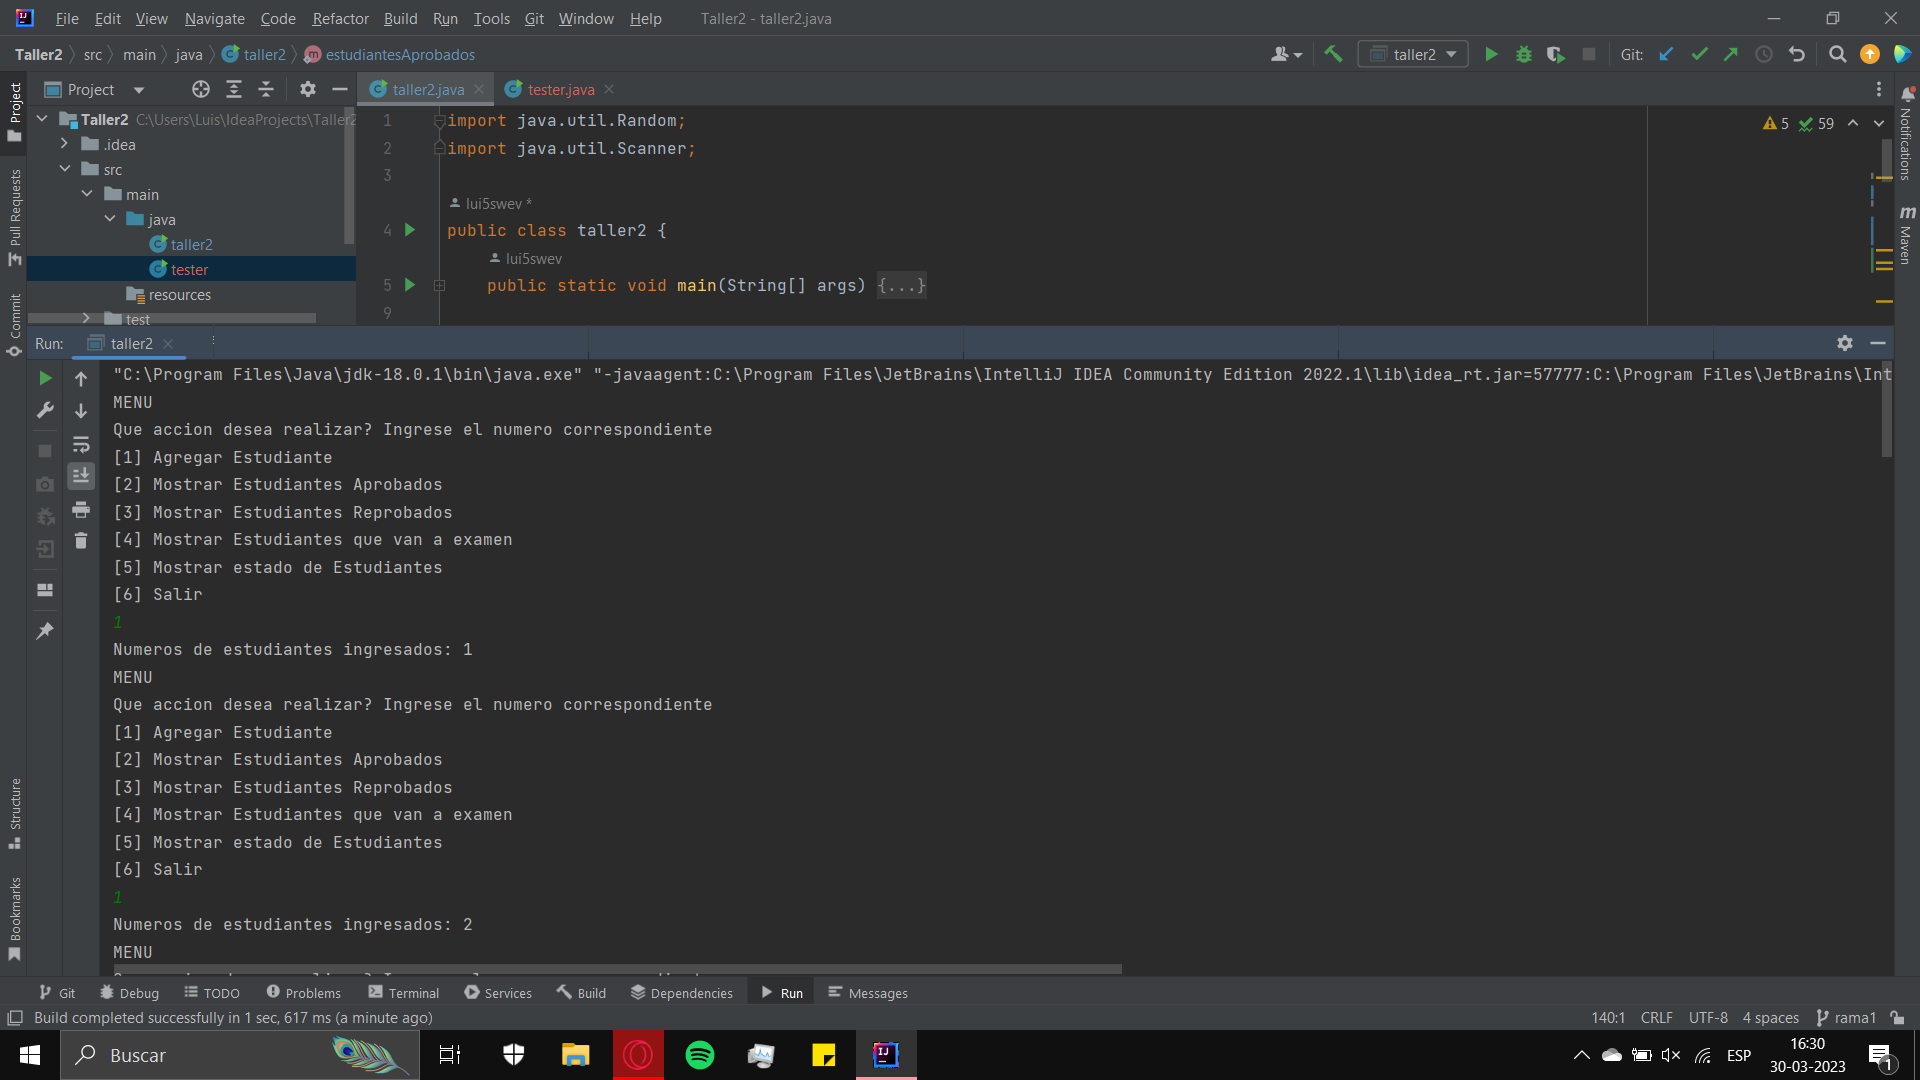 File Edit View Navigate Code Refactor Build Run Tools Git Window Help Taller2 - taller2.java
Taller2 src main java taller2 estudiantesAprobados
taller2
Git:
Project
taller2.java
tester.java
Taller2 C:\Users\Luis\IdeaProjects\Taller2
.idea
src
main
java
taller2
tester
resources
test
1 import java.util.Random;
2 import java.util.Scanner;
3
lui5swev *
4 public class taller2 {
lui5swev
5 public static void main(String[] args) {...}
9
5 59
Project
Pull Requests
Commit
Structure
Bookmarks
Notifications
Maven
Run: taller2
"C:\Program Files\Java\jdk-18.0.1\bin\java.exe" "-javaagent:C:\Program Files\JetBrains\IntelliJ IDEA Community Edition 2022.1\lib\idea_rt.jar=57777:C:\Program Files\JetBrains\Int
MENU
Que accion desea realizar? Ingrese el numero correspondiente
[1] Agregar Estudiante
[2] Mostrar Estudiantes Aprobados
[3] Mostrar Estudiantes Reprobados
[4] Mostrar Estudiantes que van a examen
[5] Mostrar estado de Estudiantes
[6] Salir
1
Numeros de estudiantes ingresados: 1
MENU
Que accion desea realizar? Ingrese el numero correspondiente
[1] Agregar Estudiante
[2] Mostrar Estudiantes Aprobados
[3] Mostrar Estudiantes Reprobados
[4] Mostrar Estudiantes que van a examen
[5] Mostrar estado de Estudiantes
[6] Salir
1
Numeros de estudiantes ingresados: 2
MENU
Git Debug TODO Problems Terminal Services Build Dependencies Run Messages
Build completed successfully in 1 sec, 617 ms (a minute ago)
140:1 CRLF UTF-8 4 spaces rama1
Buscar
ESP
16:30
30-03-2023
1